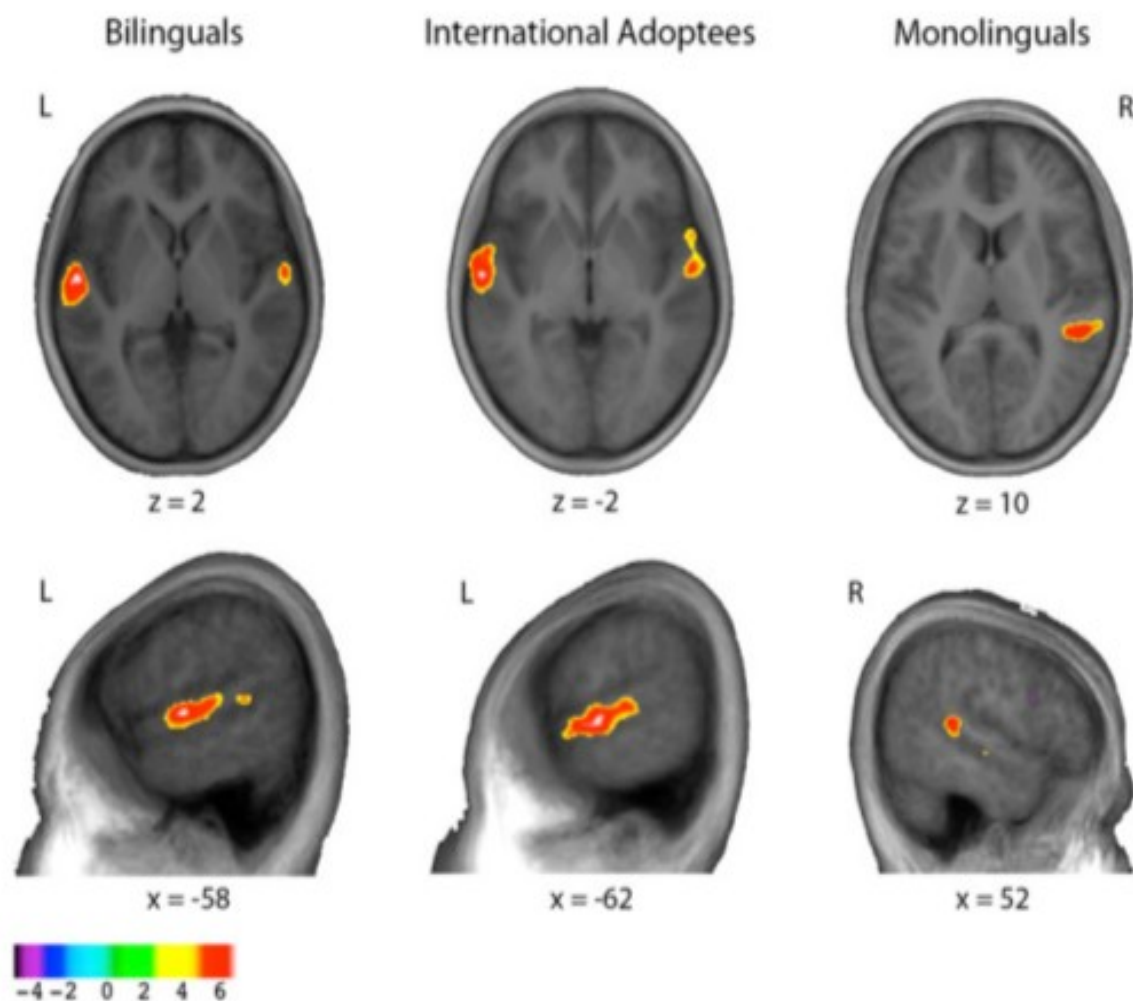 Bilinguals International Adoptees Monolinguals
L R
z = 2 z = -2 z = 10
L L R
x = -58 x = -62 x = 52
-4 -2 0 2 4 6